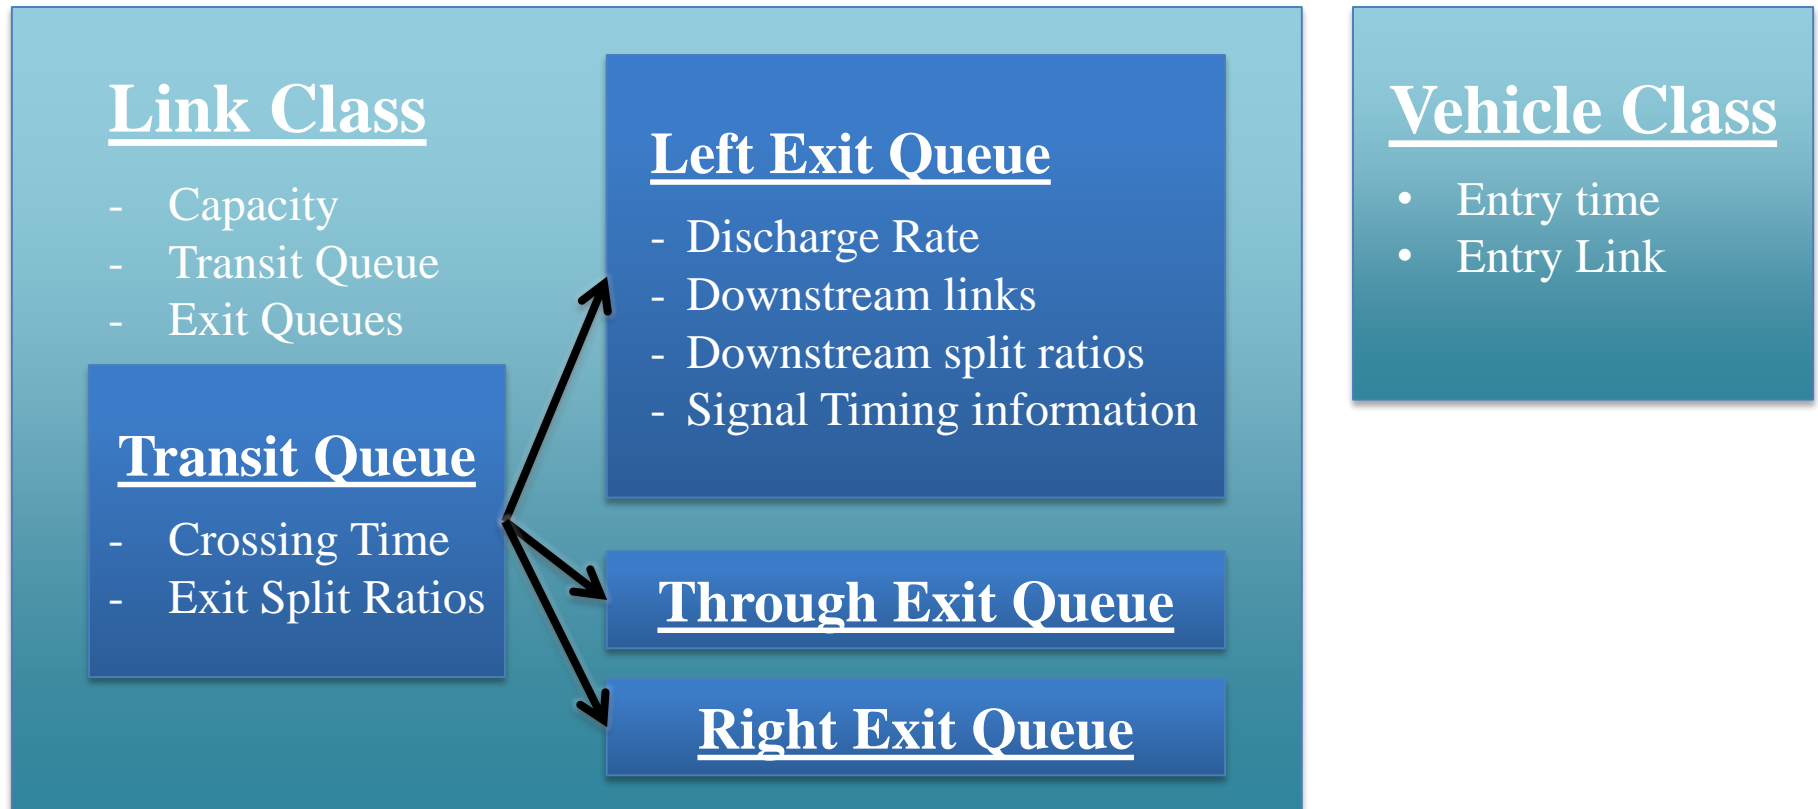 Link Class
- Capacity
- Transit Queue
- Exit Queues
Transit Queue
- Crossing Time
- Exit Split Ratios
Left Exit Queue
- Discharge Rate
- Downstream links
- Downstream split ratios
- Signal Timing information
Through Exit Queue
Right Exit Queue
Vehicle Class
• Entry time
• Entry Link